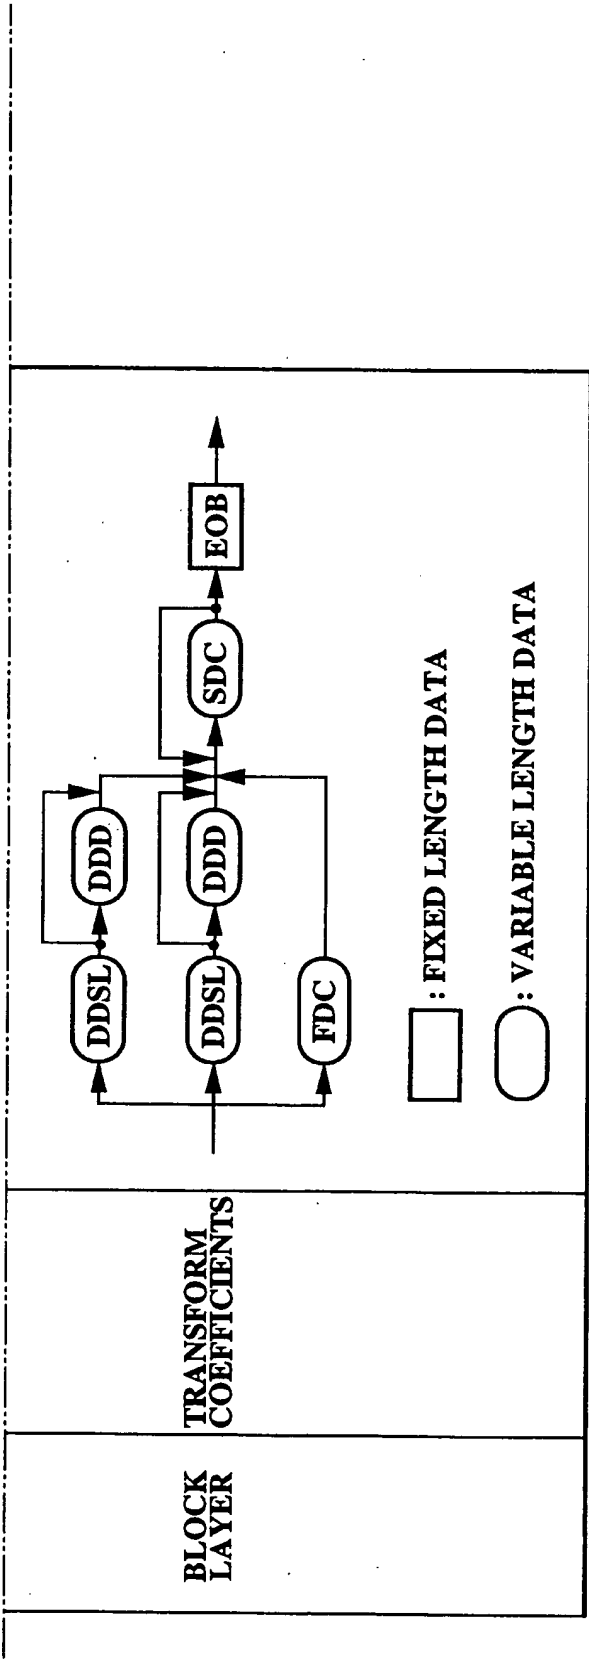 BLOCK
LAYER
TRANSFORM
COEFFICIENTS
DDSL
DDD
DDSL
DDD
SDC
EOB
FDC
: FIXED LENGTH DATA
: VARIABLE LENGTH DATA